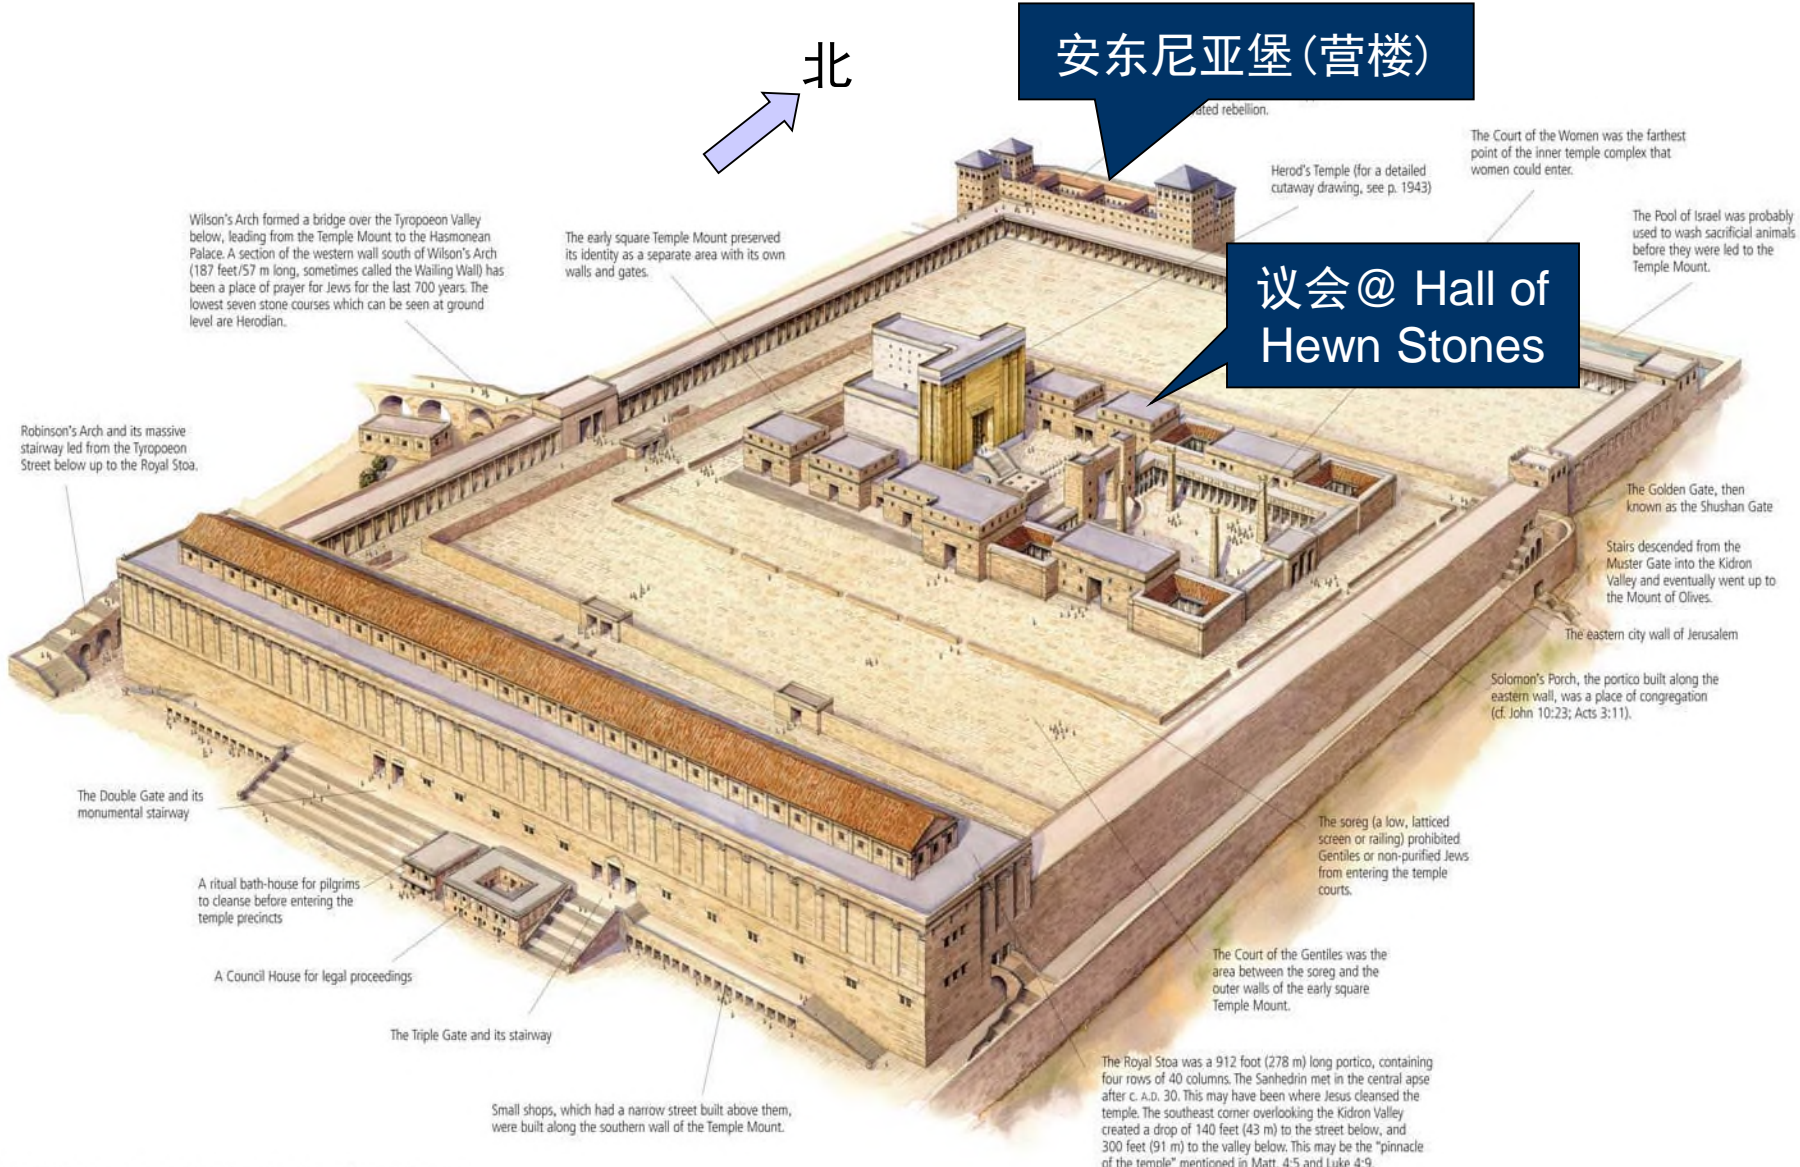 北
安东尼亚堡(营楼)
ated rebellion.
The Court of the Women was the farthest
point of the inner temple complex that
women could enter.
Herod's Temple (for a detailed
cutaway drawing, see p. 1943)
Wilson's Arch formed a bridge over the Tyropoeon Valley
below, leading from the Temple Mount to the Hasmonean
Palace. A section of the western wall south of Wilson's Arch
(187 feet/57 m long, sometimes called the Wailing Wall) has
been a place of prayer for Jews for the last 700 years. The
lowest seven stone courses which can be seen at ground
level are Herodian.
The early square Temple Mount preserved
its identity as a separate area with its own
walls and gates.
The Pool of Israel was probably
used to wash sacrificial animals
before they were led to the
Temple Mount.
议会@ Hall of
Hewn Stones
Robinson's Arch and its massive
stairway led from the Tyropoeon
Street below up to the Royal Stoa.
The Golden Gate, then
known as the Shushan Gate
Stairs descended from the
Muster Gate into the Kidron
Valley and eventually went up to
the Mount of Olives.
The eastern city wall of Jerusalem
Solomon's Porch, the portico built along the
eastern wall, was a place of congregation
(cf. John 10:23; Acts 3:11).
The Double Gate and its
monumental stairway
The soreg (a low, latticed
screen or railing) prohibited
Gentiles or non-purified Jews
from entering the temple
courts.
A ritual bath-house for pilgrims
to cleanse before entering the
temple precincts
A Council House for legal proceedings
The Court of the Gentiles was the
area between the soreg and the
outer walls of the early square
Temple Mount.
The Triple Gate and its stairway
Small shops, which had a narrow street built above them,
were built along the southern wall of the Temple Mount.
The Royal Stoa was a 912 foot (278 m) long portico, containing
four rows of 40 columns. The Sanhedrin met in the central apse
after c. A.D. 30. This may have been where Jesus cleansed the
temple. The southeast corner overlooking the Kidron Valley
created a drop of 140 feet (43 m) to the street below, and
300 feet (91 m) to the valley below. This may be the "pinnacle
of the temple" mentioned in Matt. 4:5 and Luke 4:9.